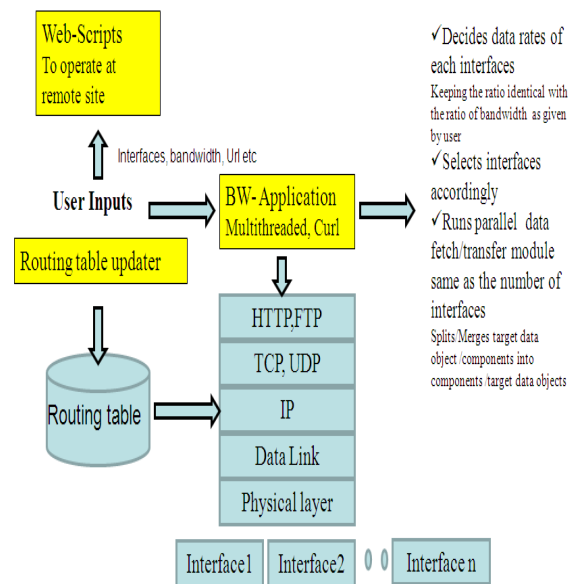 Web-Scripts
To operate at
remote site
Interfaces, bandwidth, Url etc
User Inputs
BW-Application
Multithreaded, Curl
Routing table updater
Routing table
HTTP,FTP
TCP, UDP
IP
Data Link
Physical layer
Interface1
Interface2
Interface n
✓Decides data rates of
each interfaces
Keeping the ratio identical with
the ratio of bandwidth as given
by user
✓Selects interfaces
accordingly
✓Runs parallel data
fetch/transfer module
same as the number of
interfaces
Splits/Merges target data
object /components into
components /target data objects